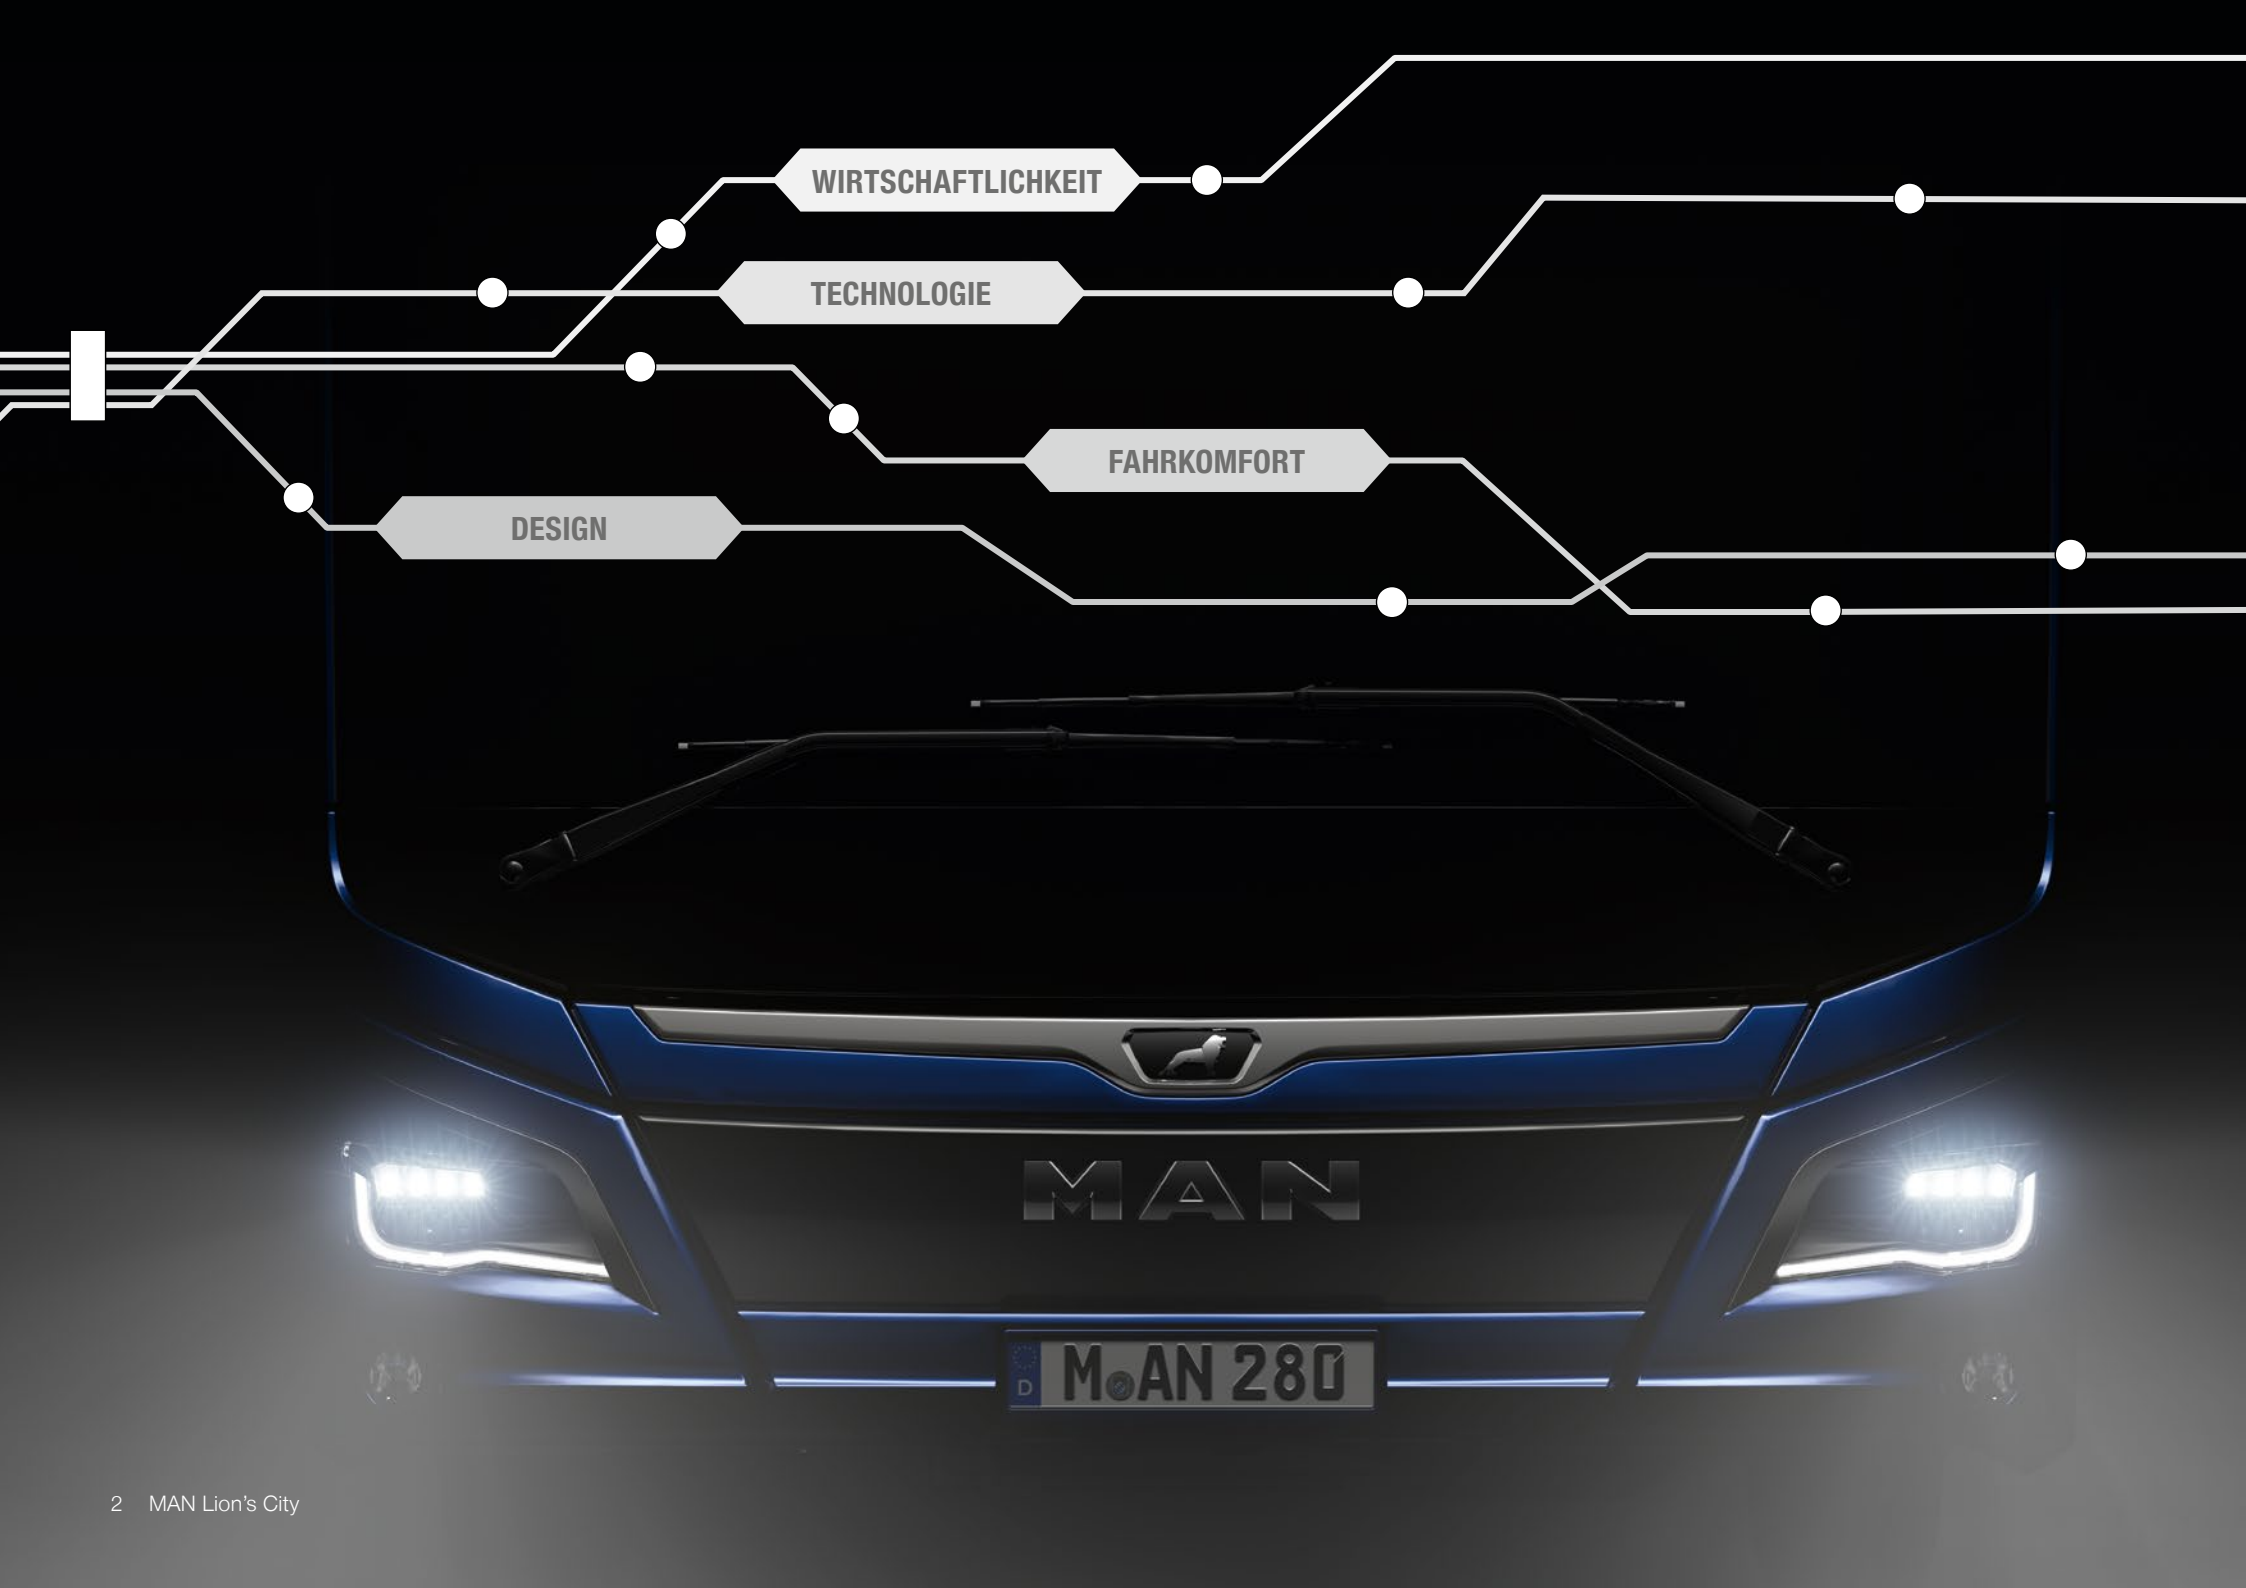 WIRTSCHAFTLICHKEIT
TECHNOLOGIE
FAHRKOMFORT
DESIGN
MAN
D
M AN 280
2 MAN Lion's City